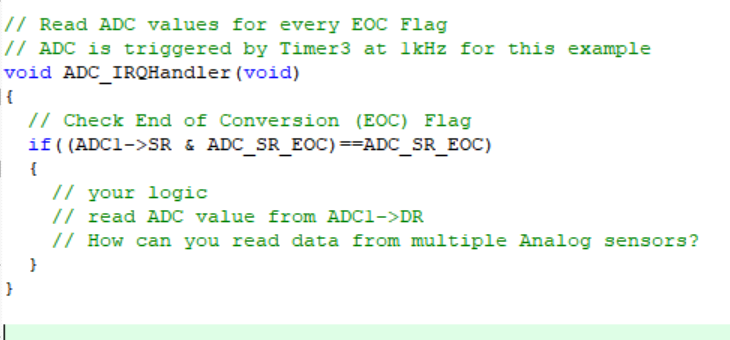 // Read ADC values for every EOC Flag
// ADC is triggered by Timer3 at 1kHz for this example
void ADC_IRQHandler(void)
{
// Check End of Conversion (EOC) Flag
if((ADC1->SR & ADC_SR_EOC)==ADC_SR_EOC)
{
// your logic
// read ADC value from ADC1->DR
// How can you read data from multiple Analog sensors?
}
}